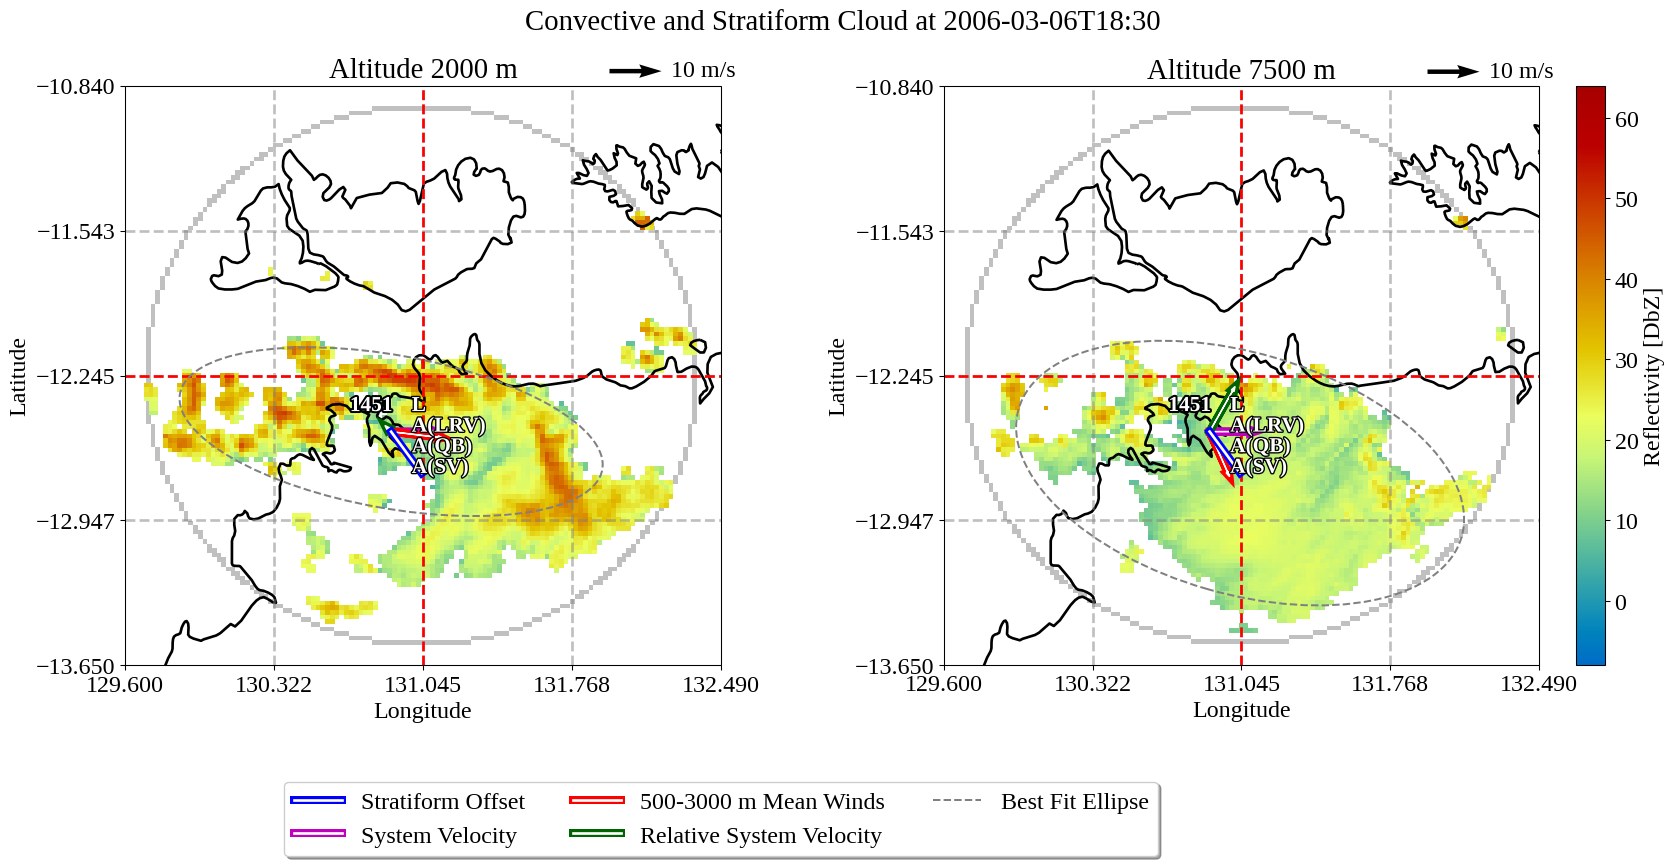 Convective and Stratiform Cloud at 2006-03-06T18:30
Altitude 2000 m
10 m/s
Altitude 7500 m
10 m/s
−10.840
−11.543
−12.245
−12.947
−13.650
Latitude
129.600
130.322
131.045
131.768
132.490
Longitude
1451
L
A(LRV)
A(QB)
A(SV)
−10.840
−11.543
−12.245
−12.947
−13.650
Latitude
129.600
130.322
131.045
131.768
132.490
Longitude
1451
L
A(LRV)
A(QB)
A(SV)
60
50
40
30
20
10
0
Reflectivity [DbZ]
Stratiform Offset
System Velocity
500-3000 m Mean Winds
Relative System Velocity
Best Fit Ellipse